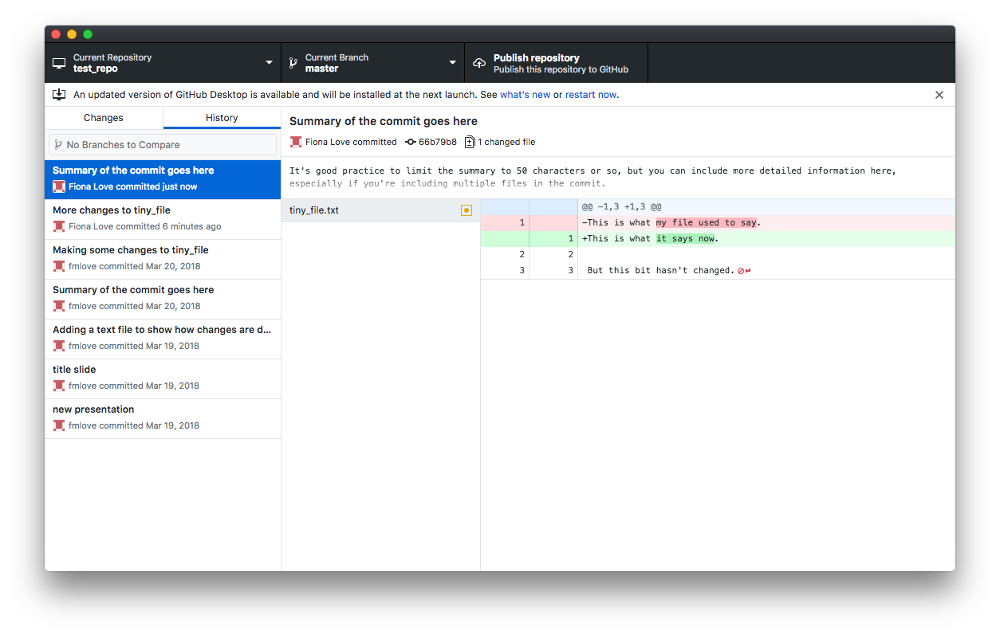 Current Repository
test_repo
Current Branch
master
Publish repository
Publish this repository to GitHub
An updated version of GitHub Desktop is available and will be installed at the next launch. See what's new or restart now.
Changes
History
No Branches to Compare
Summary of the commit goes here
Fiona Love committed just now
More changes to tiny_file
Fiona Love committed 6 minutes ago
Making some changes to tiny_file
fmlove committed Mar 20, 2018
Summary of the commit goes here
fmlove committed Mar 20, 2018
Adding a text file to show how changes are d...
fmlove committed Mar 19, 2018
title slide
fmlove committed Mar 19, 2018
new presentation
fmlove committed Mar 19, 2018
Summary of the commit goes here
Fiona Love committed 66b79b8 1 changed file
It's good practice to limit the summary to 50 characters or so, but you can include more detailed information here,
especially if you're including multiple files in the commit.
tiny_file.txt
@@ -1,3 +1,3 @@
1 -This is what my file used to say.
1 +This is what it says now.
2 2
3 3 But this bit hasn't changed.